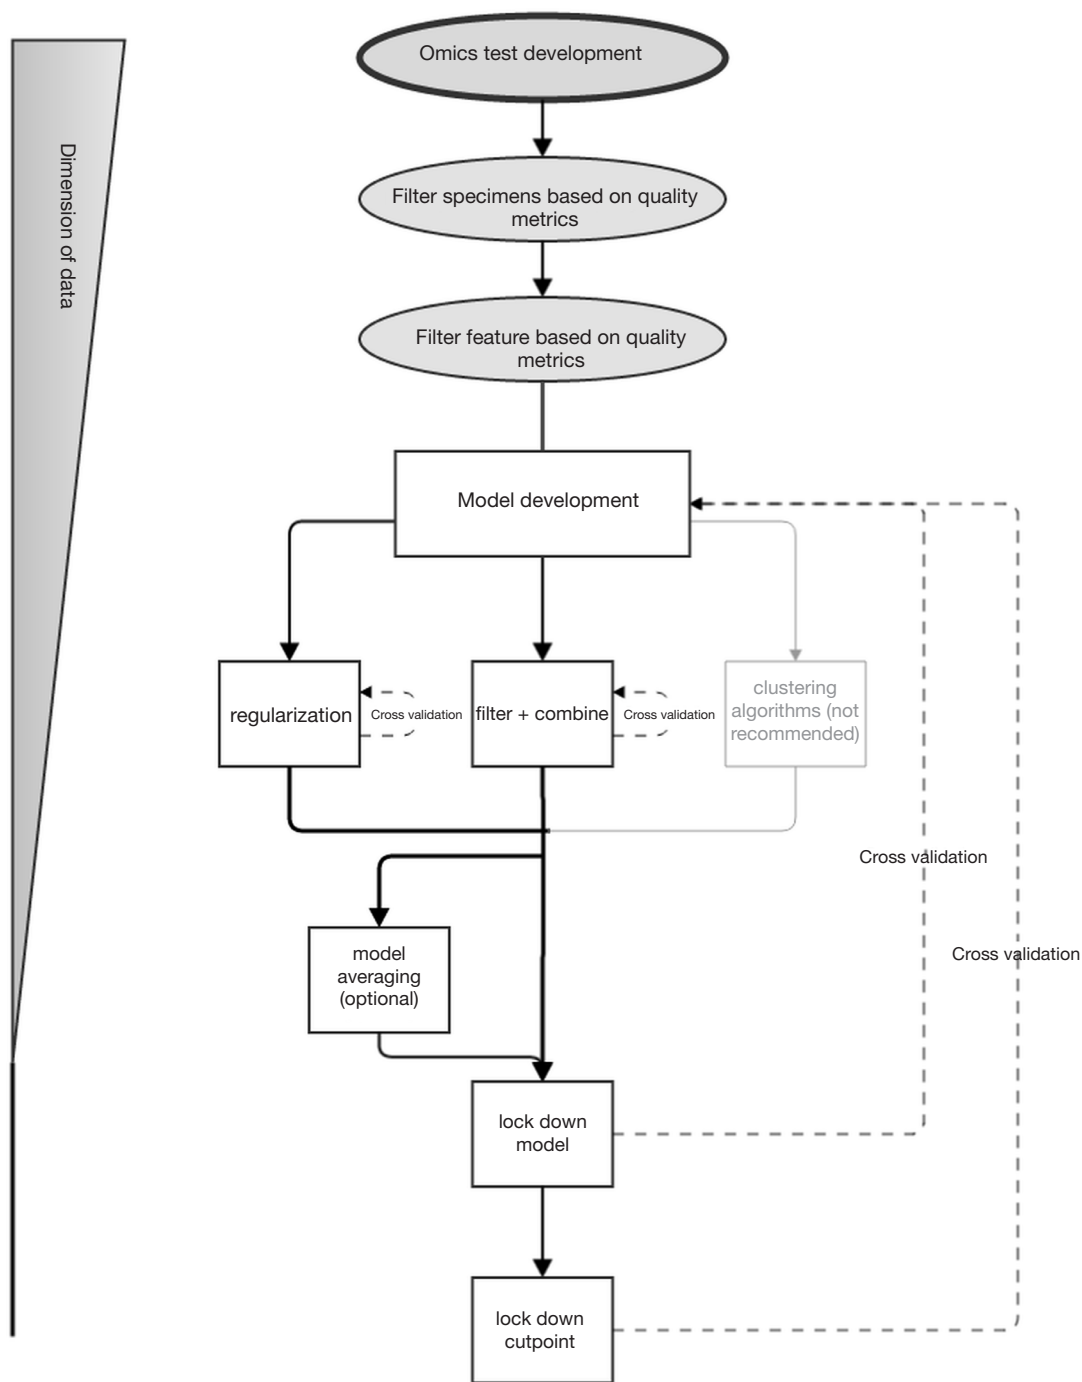 Omics test development
Dimension of data
Filter specimens based on quality
metrics
Filter feature based on quality
metrics
Model development
regularization
Cross validation
filter + combine
Cross validation
clustering
algorithms (not
recommended)
Cross validation
Cross validation
model
averaging
(optional)
lock down
model
lock down
cutpoint